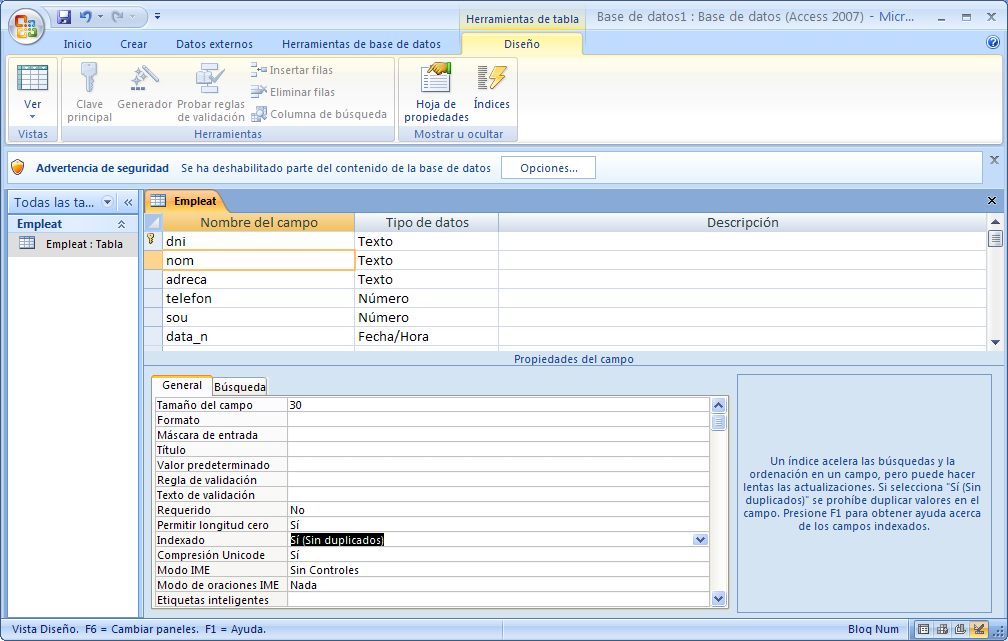 Herramientas de tabla
Base de datos1 : Base de datos (Access 2007) - Micr...
Inicio
Crear
Datos externos
Herramientas de base de datos
Diseño
Ver
Vistas
Clave
principal
Generador
Probar reglas
de validación
Insertar filas
Eliminar filas
Columna de búsqueda
Herramientas
Hoja de
propiedades
Índices
Mostrar u ocultar
Advertencia de seguridad
Se ha deshabilitado parte del contenido de la base de datos
Opciones...
Todas las ta...
Empleat
Empleat : Tabla
Empleat
Nombre del campo
Tipo de datos
Descripción
dni
Texto
nom
Texto
adreca
Texto
telefon
Número
sou
Número
data_n
Fecha/Hora
Propiedades del campo
General
Búsqueda
Tamaño del campo
30
Formato
Máscara de entrada
Título
Valor predeterminado
Regla de validación
Texto de validación
Requerido
No
Permitir longitud cero
Sí
Indexado
Sí (Sin duplicados)
Compresión Unicode
Sí
Modo IME
Sin Controles
Modo de oraciones IME
Nada
Etiquetas inteligentes
Un índice acelera las búsquedas y la
ordenación en un campo, pero puede hacer
lentas las actualizaciones. Si selecciona "Sí (Sin
duplicados)" se prohíbe duplicar valores en el
campo. Presione F1 para obtener ayuda acerca
de los campos indexados.
Vista Diseño. F6 = Cambiar paneles. F1 = Ayuda.
Bloq Num